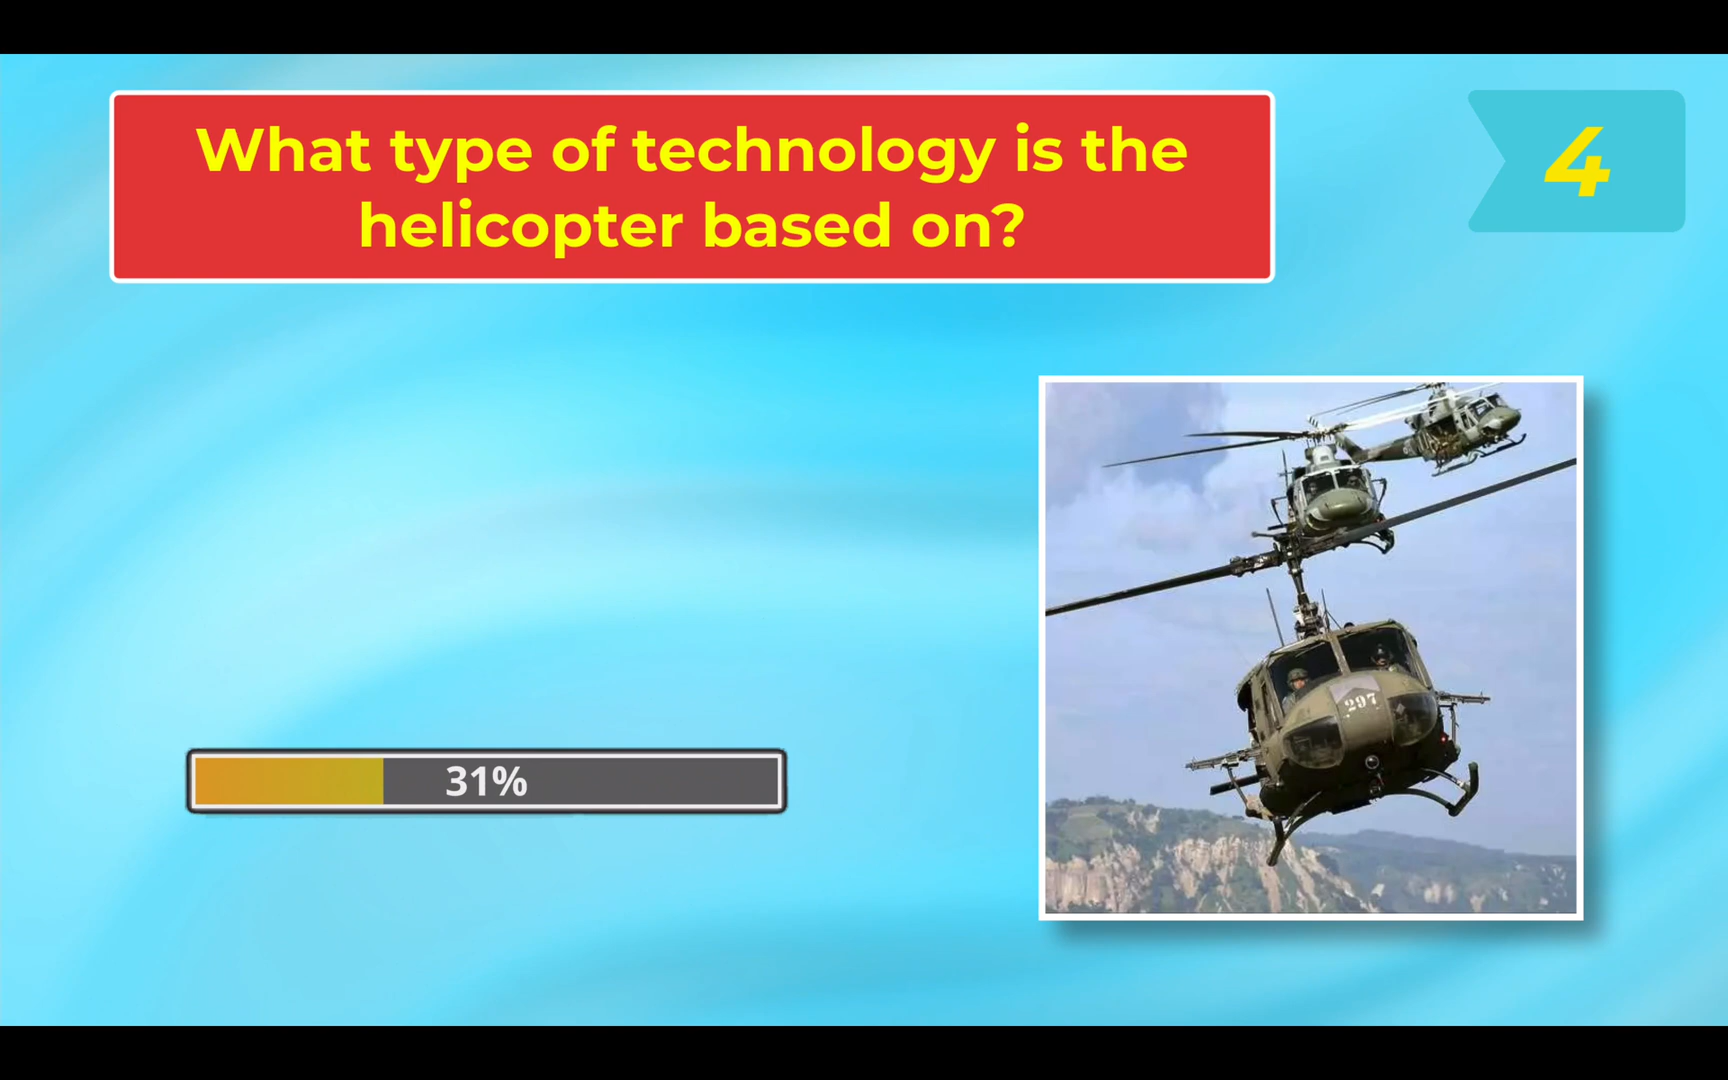 What type of technology is the
helicopter based on?
4
31%
297